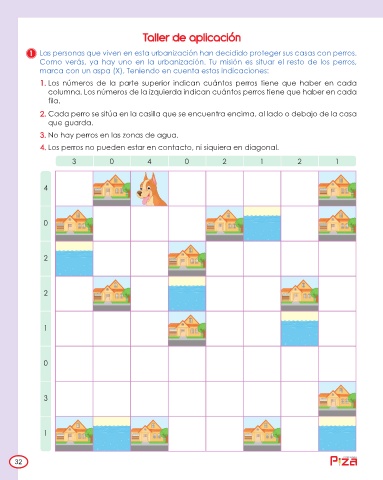 Taller de aplicación
1 Las personas que viven en esta urbanización han decidido proteger sus casas con perros.
Como verás, ya hay uno en la urbanización. Tu misión es situar el resto de los perros,
marca con un aspa (X). Teniendo en cuenta estas indicaciones:
1. Los números de la parte superior indican cuántos perros tiene que haber en cada
columna. Los números de la izquierda indican cuántos perros tiene que haber en cada
fila.
2. Cada perro se sitúa en la casilla que se encuentra encima, al lado o debajo de la casa
que guarda.
3. No hay perros en las zonas de agua.
4. Los perros no pueden estar en contacto, ni siquiera en diagonal.
3 0 4 0 2 1 2 1
4
0
2
2
1
0
3
1
32
Piza